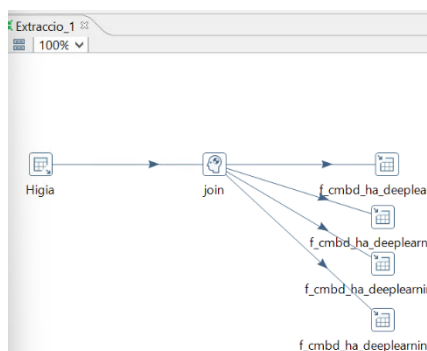 Extraccio_1
100%
Higia
join
f_cmbd_ha_deeplea
f_cmbd_ha_deeplearn
f_cmbd_ha_deeplearnin
f_cmbd_ha_deeplearnin